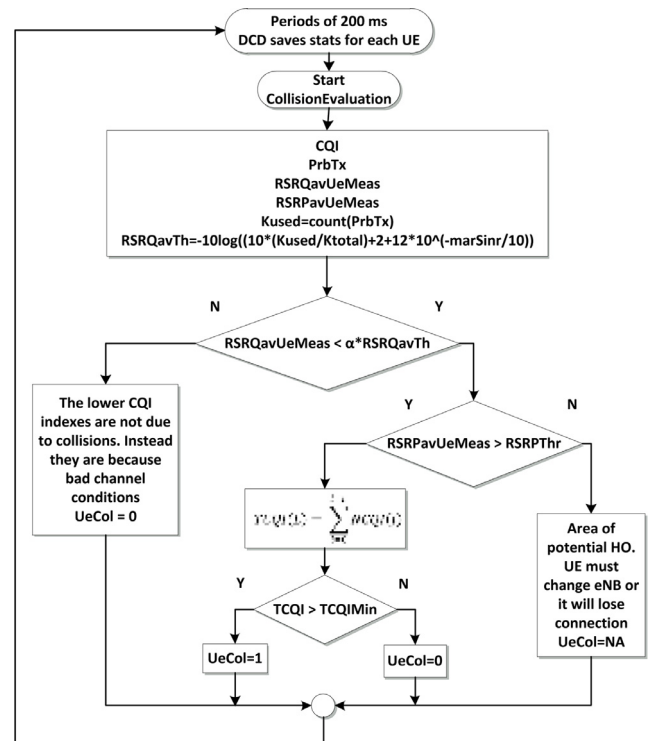 Periods of 200 ms
DCD saves stats for each UE
Start
CollisionEvaluation
CQI
PrbTx
RSRQavUeMeas
RSRPavUeMeas
Kused=count(PrbTx)
RSRQavTh=-10log((10*(Kused/Ktotal)+2+12*10^(-marSinr/10))
N
Y
RSRQavUeMeas < α*RSRQavTh
The lower CQI
indexes are not due
to collisions. Instead
they are because
bad channel
conditions
UeCol = 0
Y
N
RSRPavUeMeas > RSRPThr
Area of
potential HO.
UE must
change eNB or
it will lose
connection
UeCol=NA
Y
N
TCQI > TCQIMin
UeCol=1
UeCol=0